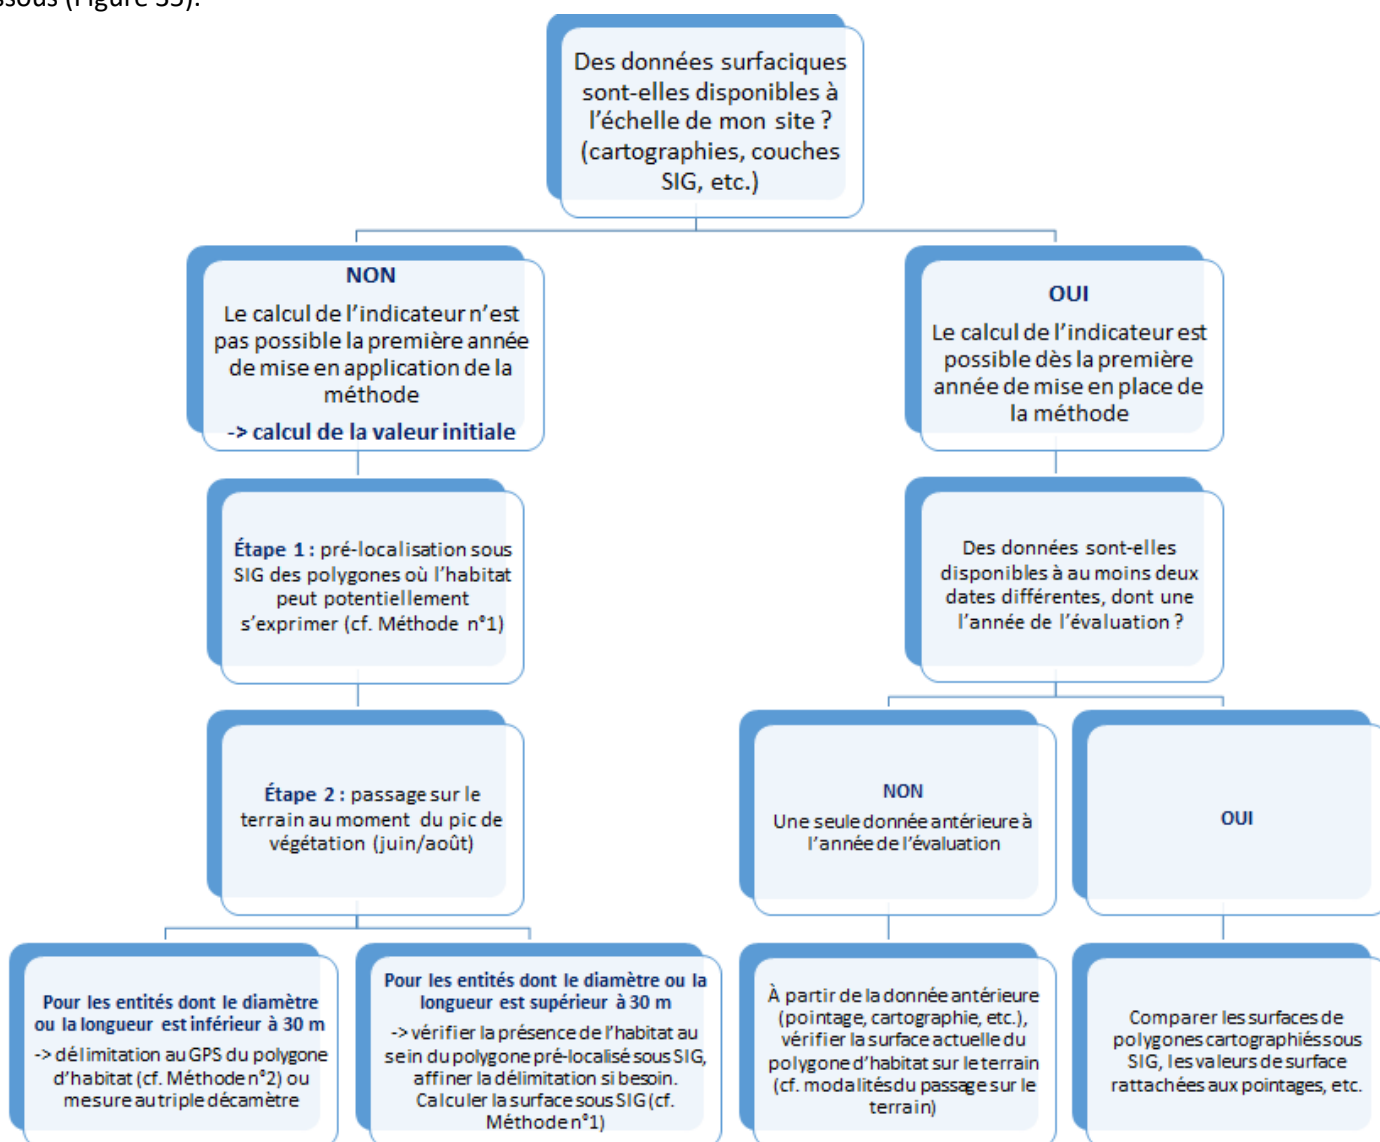 ssous (Figure 35).
Des données surfaciques
sont-elles disponibles à
l'échelle de mon site ?
(cartographies, couches
SIG, etc.)
NON
Le calcul de l'indicateur n'est
pas possible la première année
de mise en application de la
méthode
-> calcul de la valeur initiale
OUI
Le calcul de l'indicateur est
possible dès la première
année de mise en place de
la méthode
Étape 1 : pré-localisation sous
SIG des polygones où l'habitat
peut potentiellement
s'exprimer (cf. Méthode n°1)
Des données sont-elles
disponibles à au moins deux
dates différentes, dont une
l'année de l'évaluation ?
Étape 2 : passage sur le
terrain au moment du pic de
végétation (juin/août)
NON
Une seule donnée antérieure à
l'année de l'évaluation
OUI
Pour les entités dont le diamètre
ou la longueur est inférieur à 30 m
-> délimitation au GPS du polygone
d'habitat (cf. Méthode n°2) ou
mesure au triple décamètre
Pour les entités dont le diamètre ou la
longueur est supérieur à 30 m
-> vérifier la présence de l'habitat au
sein du polygone pré-localisé sous SIG,
affiner la délimitation si besoin.
Calculer la surface sous SIG (cf.
Méthode n°1)
À partir de la donnée antérieure
(pointage, cartographie, etc.),
vérifier la surface actuelle du
polygone d'habitat sur le terrain
(cf. modalités du passage sur le
terrain)
Comparer les surfaces de
polygones cartographiés sous
SIG, les valeurs de surface
rattachées aux pointages, etc.